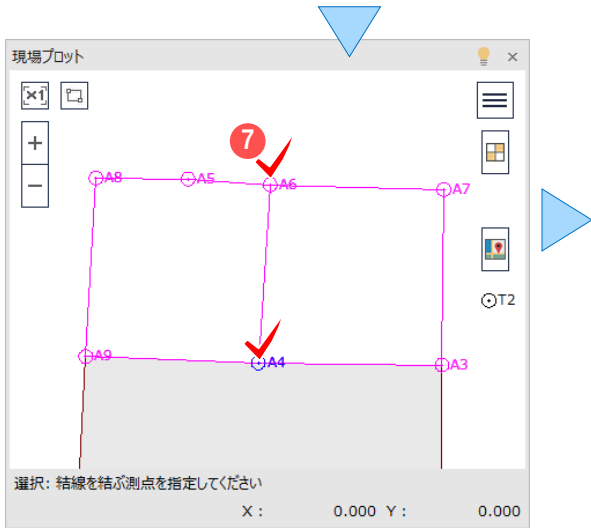 現場プロット
×1
7
A8
A5
A6
A7
T2
A9
A4
A3
選択: 結線を結ぶ測点を指定してください
X : 0.000 Y : 0.000